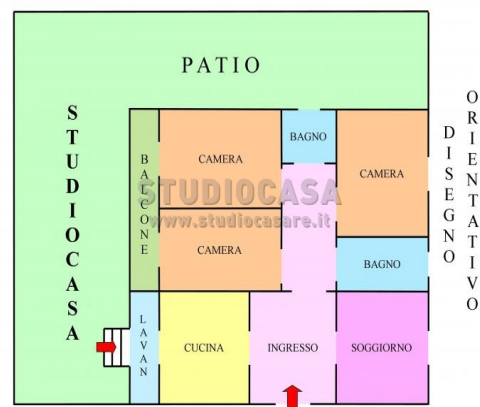 PATIO
STUDIOCASA
BALCONE
CAMERA
BAGNO
CAMERA
DISEGNO
ORIENTATIVO
STUDIOCASA
www.studiocasare.it
CAMERA
BAGNO
LAVAN
CUCINA
INGRESSO
SOGGIORNO